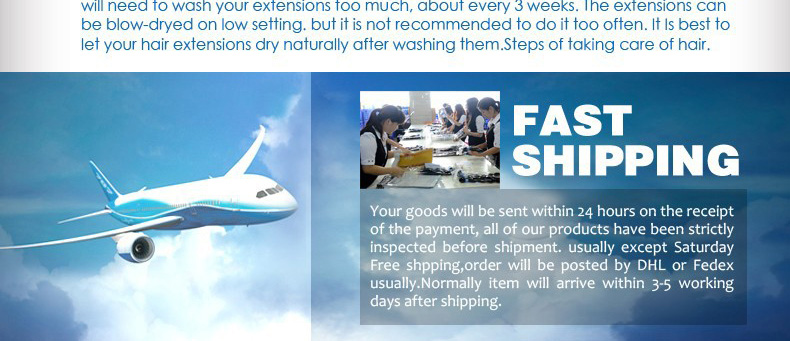 will need to wash your extensions too much, about every 3 weeks. The extensions can
be blow-dryed on low setting. but it is not recommended to do it too often. It Is best to
let your hair extensions dry naturally after washing them.Steps of taking care of hair.
FAST
SHIPPING
Your goods will be sent within 24 hours on the receipt
of the payment, all of our products have been strictly
inspected before shipment. usually except Saturday
Free shpping,order will be posted by DHL or Fedex
usually.Normally item will arrive within 3-5 working
days after shipping.